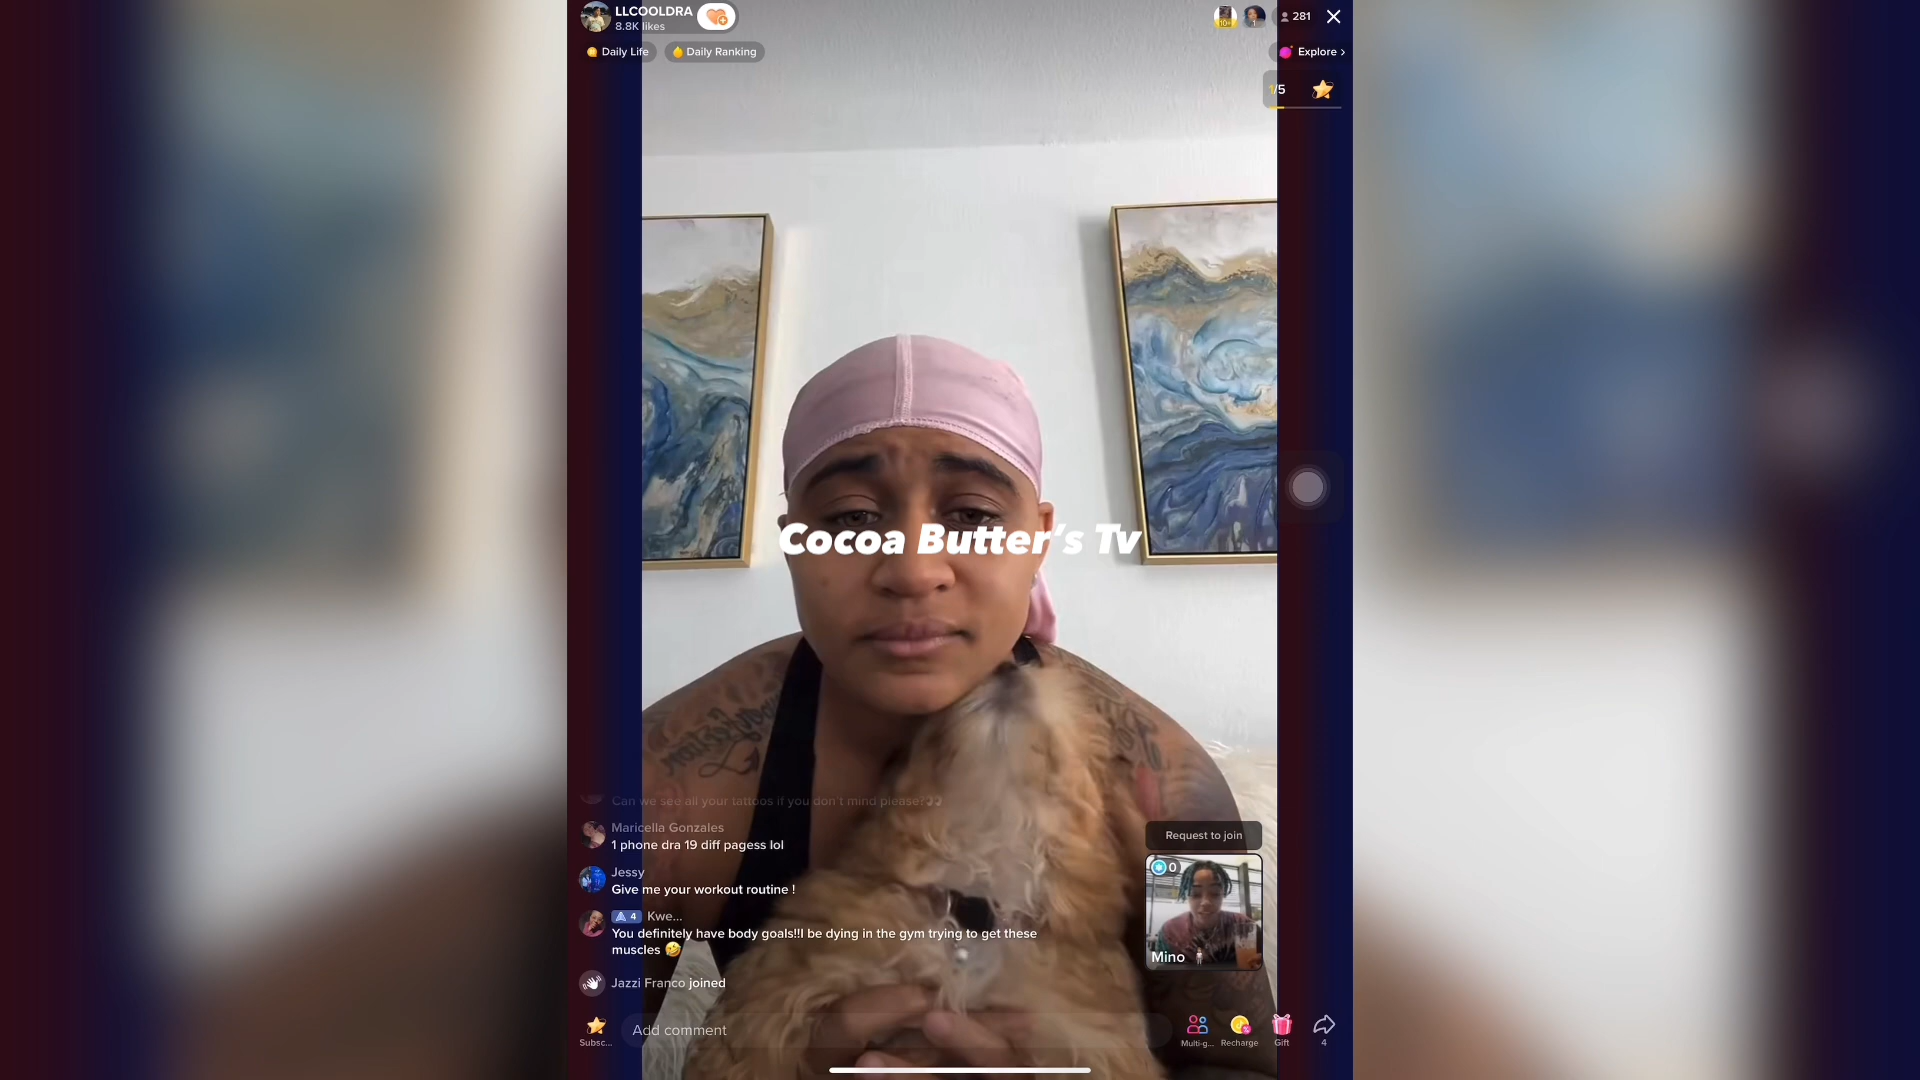 LLCOOLDRA
8.8K likes
281
Daily Life
Daily Ranking
Explore >
1/5
Cocoa Butter's Tv
Can we see all your tattoos if you don't mind please?
Maricella Gonzales
1 phone dra 19 diff pagess lol
Request to join
0
Jessy
Give me your workout routine !
4 Kwe...
You definitely have body goals!!I be dying in the gym trying to get these
muscles 🤣
Mino
Jazzi Franco joined
Add comment
Subsc...
Multi-g...
Recharge
Gift
4